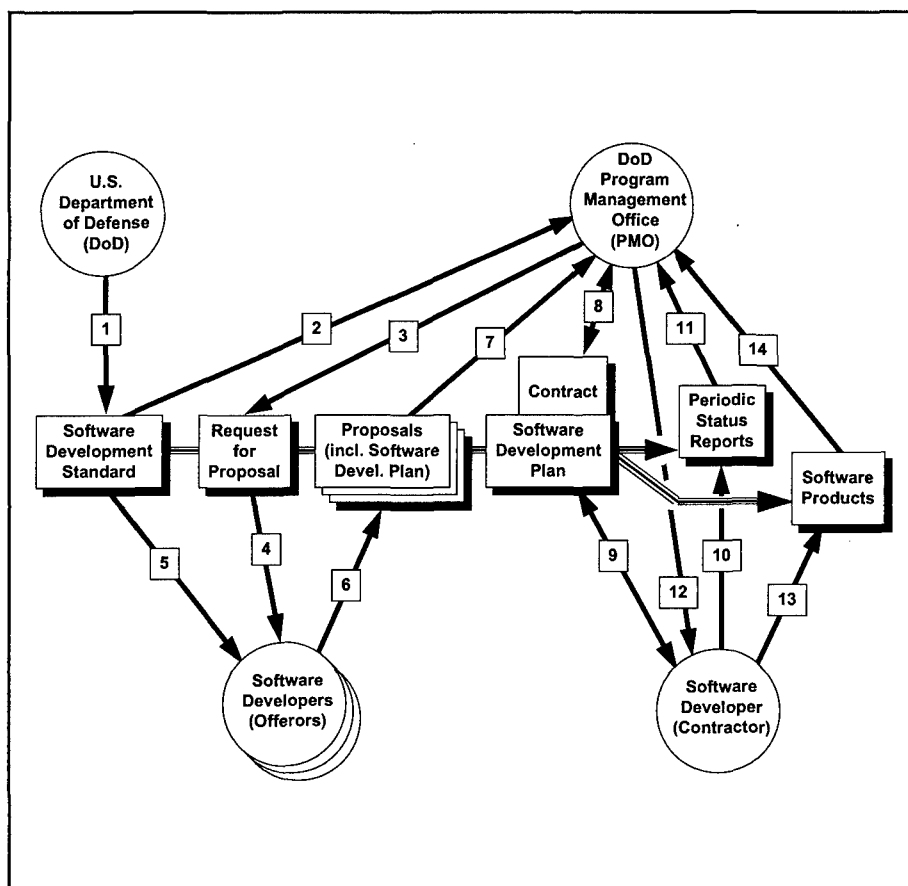 U.S.
Department
of Defense
(DoD)
DoD
Program
Management
Office
(PMO)
1
2
3
7
8
11
14
Software
Development
Standard
Request
for
Proposal
Proposals
(incl. Software
Devel. Plan)
Contract
Software
Development
Plan
Periodic
Status
Reports
Software
Products
5
4
6
9
12
10
13
Software
Developers
(Offerors)
Software
Developer
(Contractor)